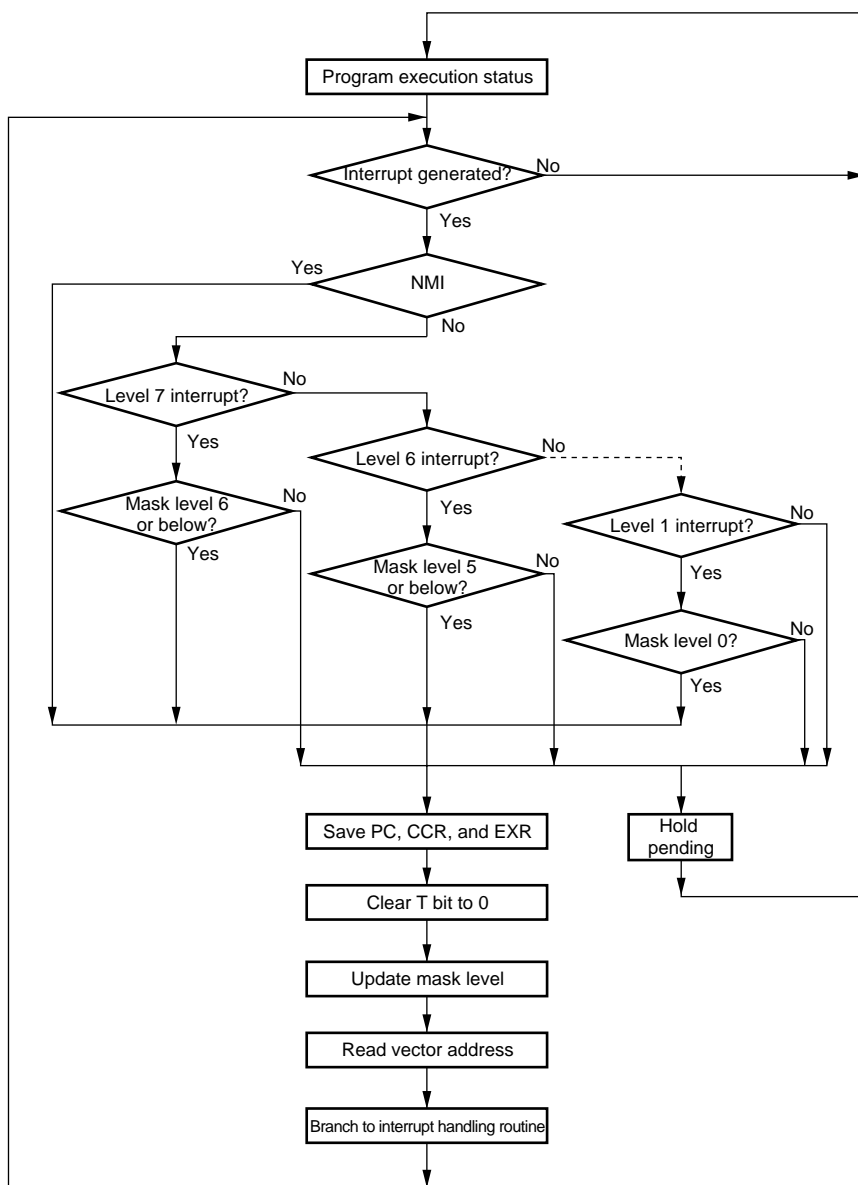 Program execution status
Interrupt generated?
No
Yes
Yes
NMI
No
Level 7 interrupt?
No
Yes
Level 6 interrupt?
No
Mask level 6
or below?
No
Yes
Yes
Level 1 interrupt?
No
Mask level 5
or below?
No
Yes
Yes
Mask level 0?
No
Yes
Save PC, CCR, and EXR
Hold
pending
Clear T bit to 0
Update mask level
Read vector address
Branch to interrupt handling routine